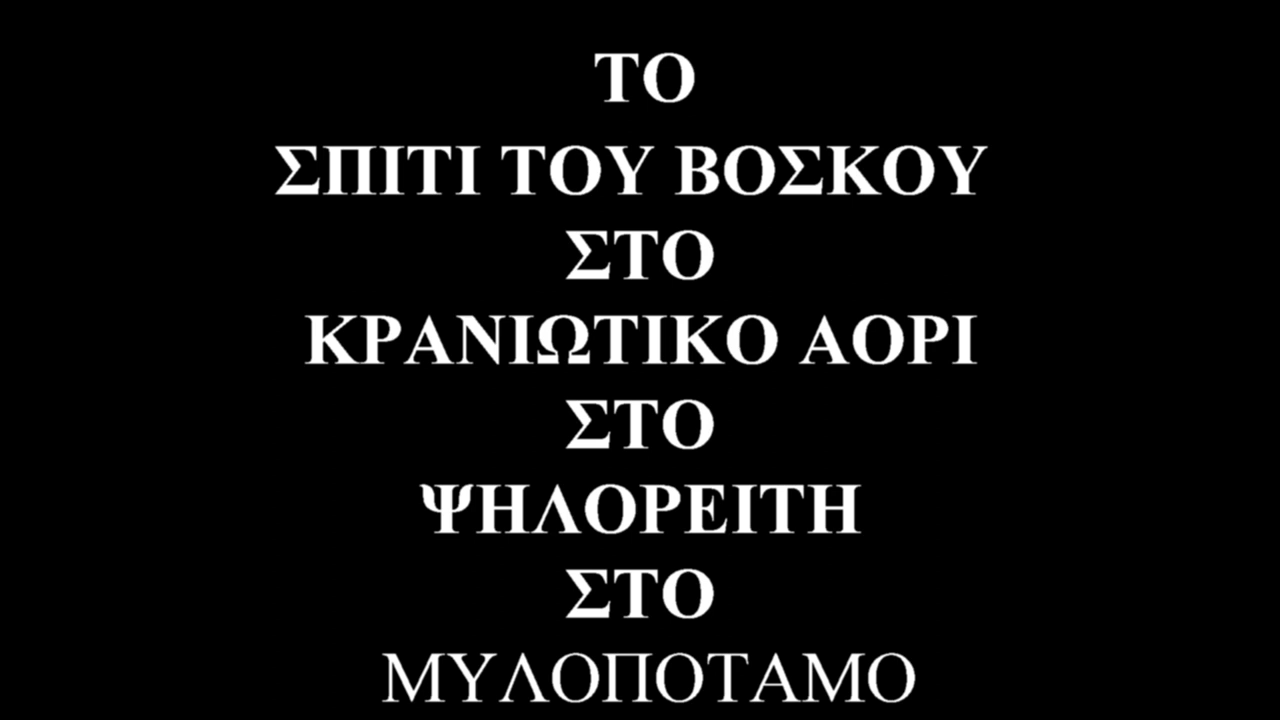 ΤΟ
ΣΠΙΤΙ ΤΟΥ ΒΟΣΚΟΥ
ΣΤΟ
ΚΡΑΝΙΩΤΙΚΟ ΑΟΡΙ
ΣΤΟ
ΨΗΛΟΡΕΙΤΗ
ΣΤΟ
ΜΥΛΟΠΟΤΑΜΟ